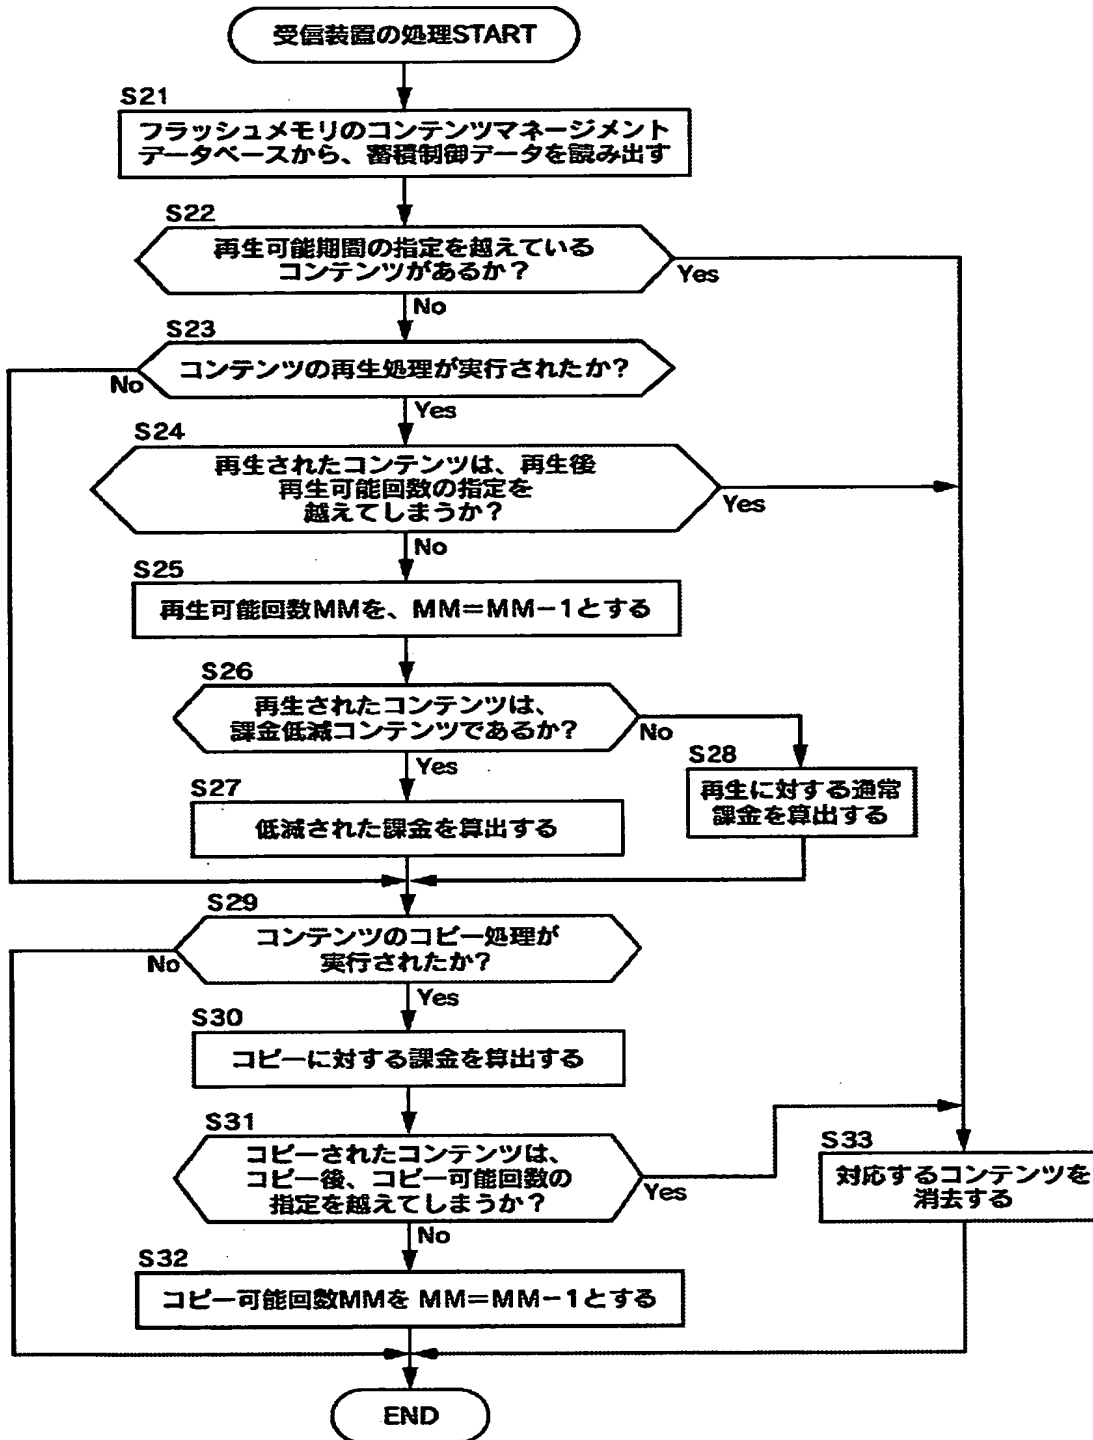 受信装置の処理START
S21
フラッシュメモリのコンテンツマネージメント
データベースから、蓄積制御データを読み出す
S22
再生可能期間の指定を越えている
コンテンツがあるか?
Yes
No
S23
コンテンツの再生処理が実行されたか?
No
Yes
S24
再生されたコンテンツは、再生後
再生可能回数の指定を
越えてしまうか?
Yes
No
S25
再生可能回数MMを、MM=MM-1とする
S26
再生されたコンテンツは、
課金低減コンテンツであるか?
No
Yes
S28
再生に対する通常
課金を算出する
S27
低減された課金を算出する
S29
コンテンツのコピー処理が
実行されたか?
No
Yes
S30
コピーに対する課金を算出する
S31
コピーされたコンテンツは、
コピー後、コピー可能回数の
指定を越えてしまうか?
Yes
No
S33
対応するコンテンツを
消去する
S32
コピー可能回数MMを MM=MM-1とする
END